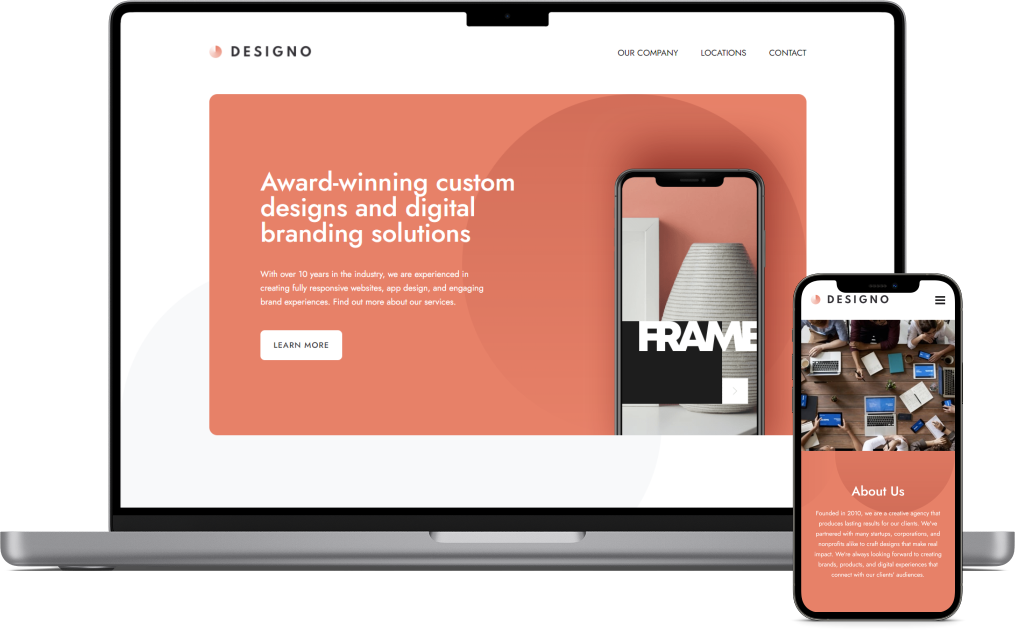 DESIGNO
OUR COMPANY
LOCATIONS
CONTACT
Award-winning custom
designs and digital
branding solutions
With over 10 years in the industry, we are experienced in
creating fully responsive websites, app design, and engaging
brand experiences. Find out more about our services.
LEARN MORE
FRAME
DESIGNO
About Us
Founded in 2010, we are a creative agency that
produces lasting results for our clients. We've
partnered with many startups, corporations, and
nonprofits alike to craft designs that make real
impact. We're always looking forward to creating
brands, products, and digital experiences that
connect with our clients' audiences.